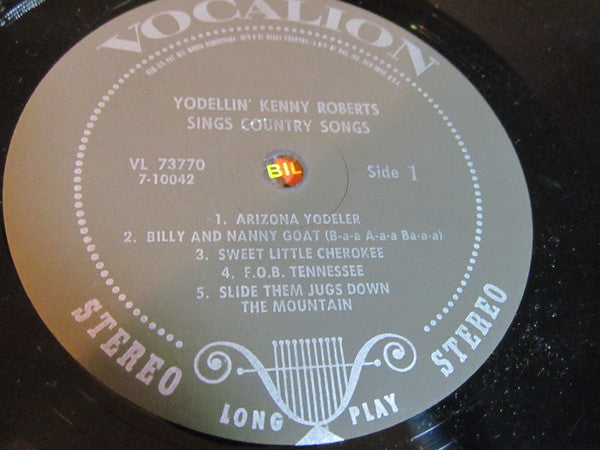 VOCALION
YODELLIN' KENNY ROBERTS
SINGS COUNTRY SONGS
VL 73770
7-10042
BIL
Side 1
1. ARIZONA YODELER
2. BILLY AND NANNY GOAT (B-a-a A-a-a Ba-a-a)
3. SWEET LITTLE CHEROKEE
4. F.O.B. TENNESSEE
5. SLIDE THEM JUGS DOWN
THE MOUNTAIN
STEREO
LONG PLAY
STEREO